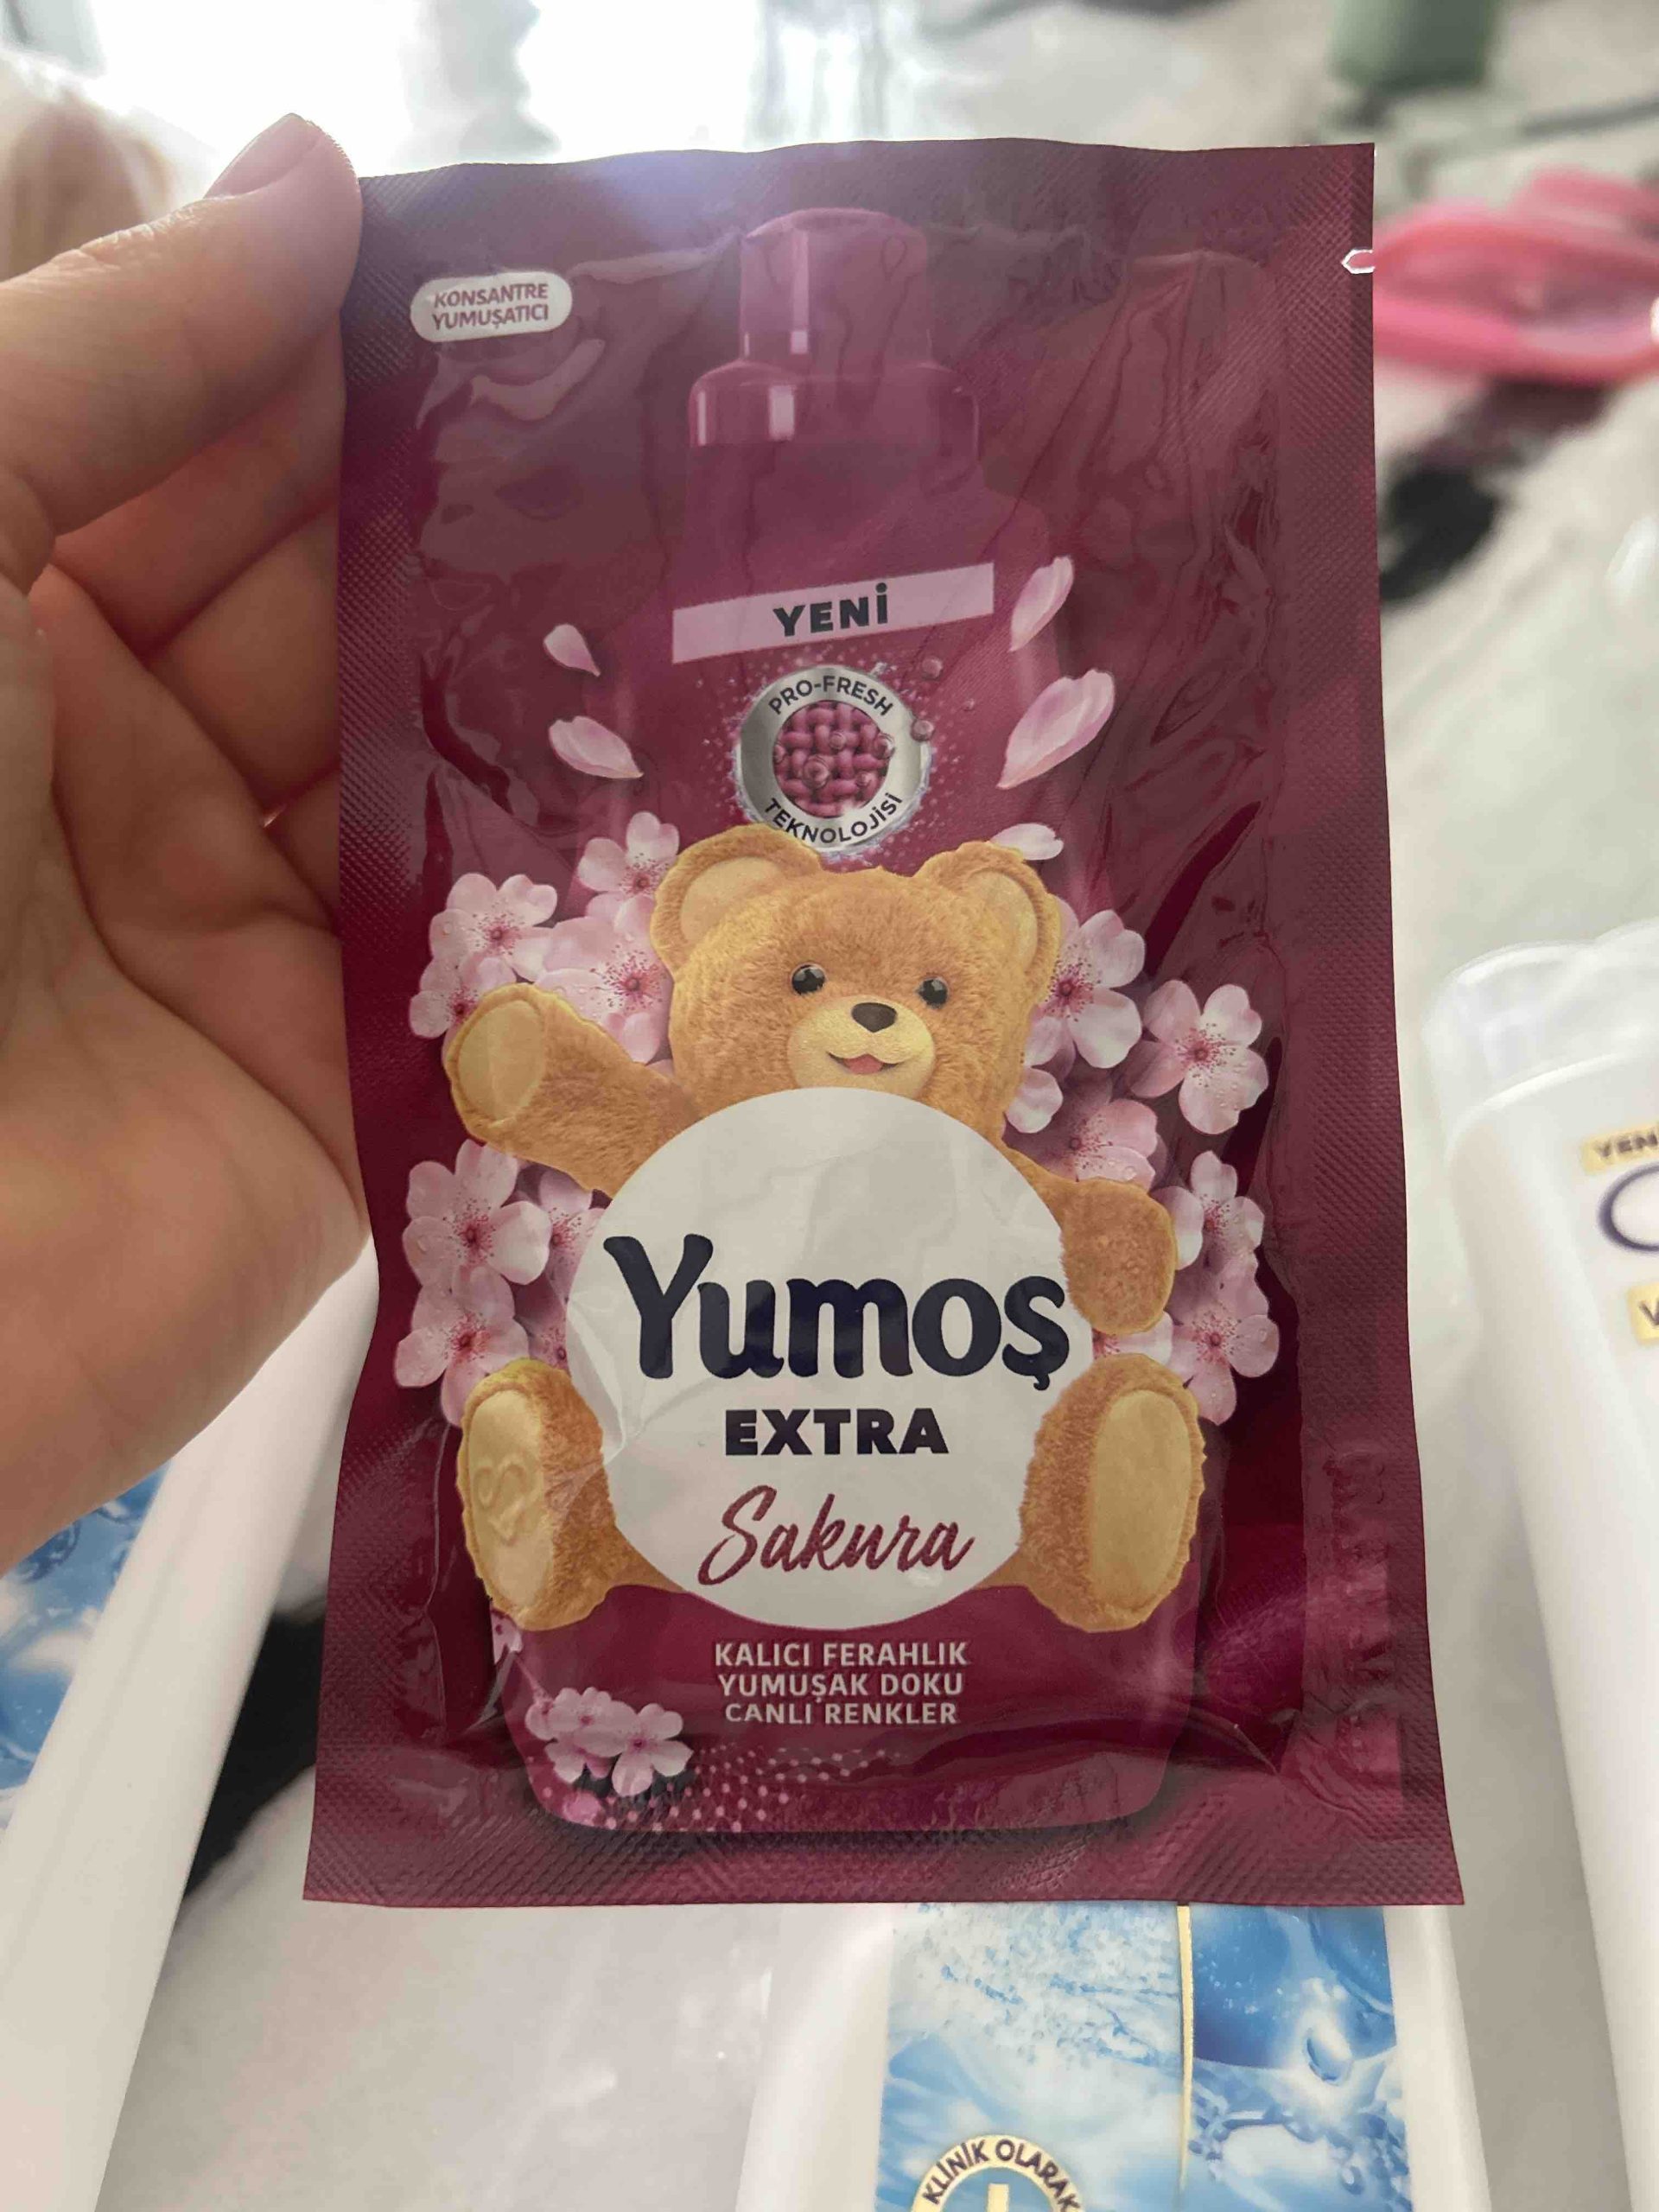 KONSANTRE
YUMUŞATICI
YENİ
PRO-FRESH
TEKNOLOJİSİ
Yumoş
EXTRA
Sakura
KALICI FERAHLIK
YUMUŞAK DOKU
CANLI RENKLER
KLİNİK OLARAK